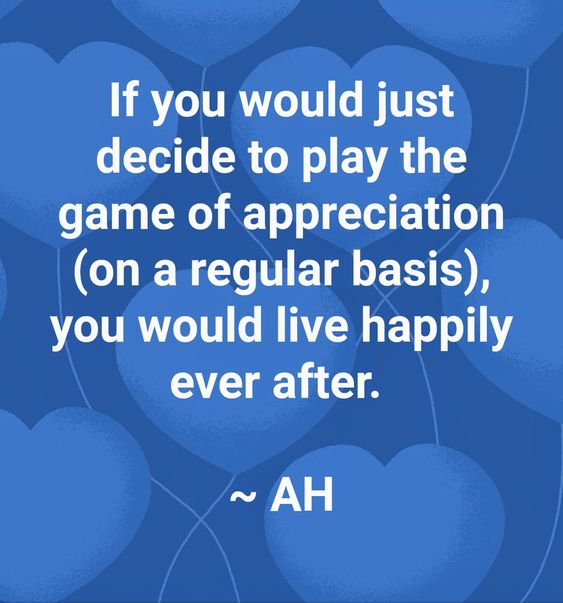 If you would just
decide to play the
game of appreciation
(on a regular basis),
you would live happily
ever after.
~ AH